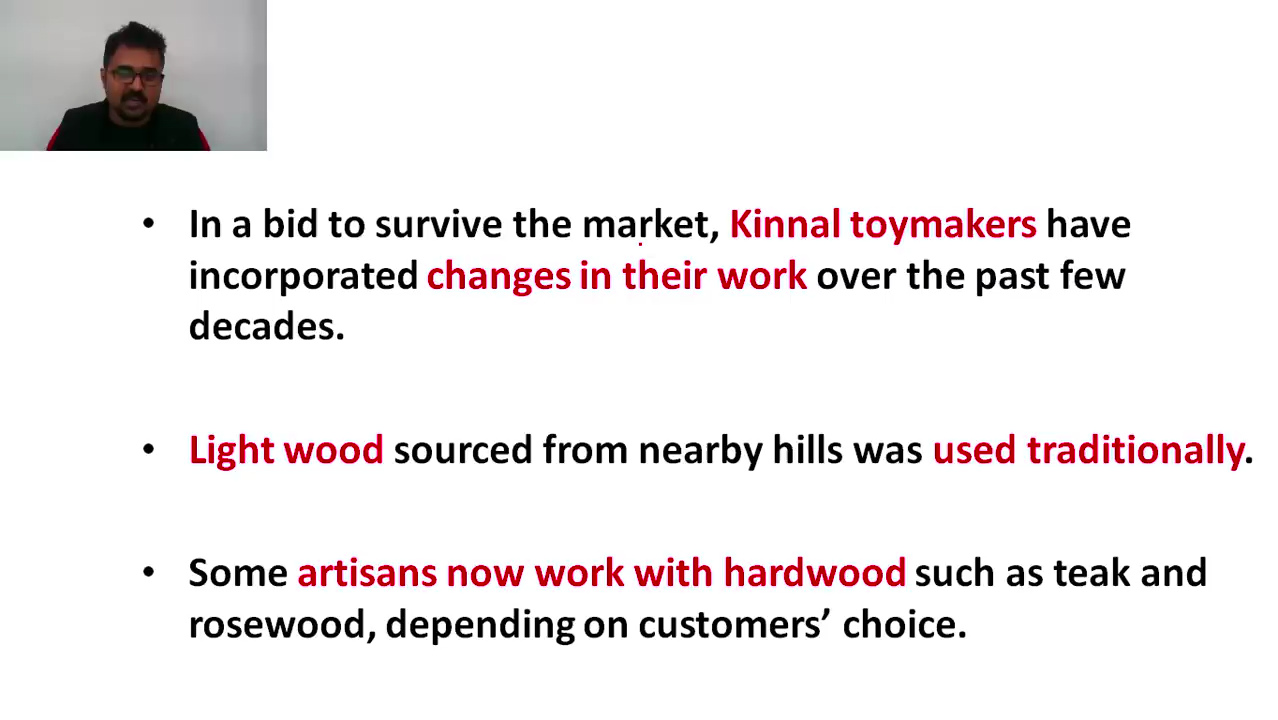 • In a bid to survive the market, Kinnal toymakers have
incorporated changes in their work over the past few
decades.
• Light wood sourced from nearby hills was used traditionally.
• Some artisans now work with hardwood such as teak and
rosewood, depending on customers’ choice.